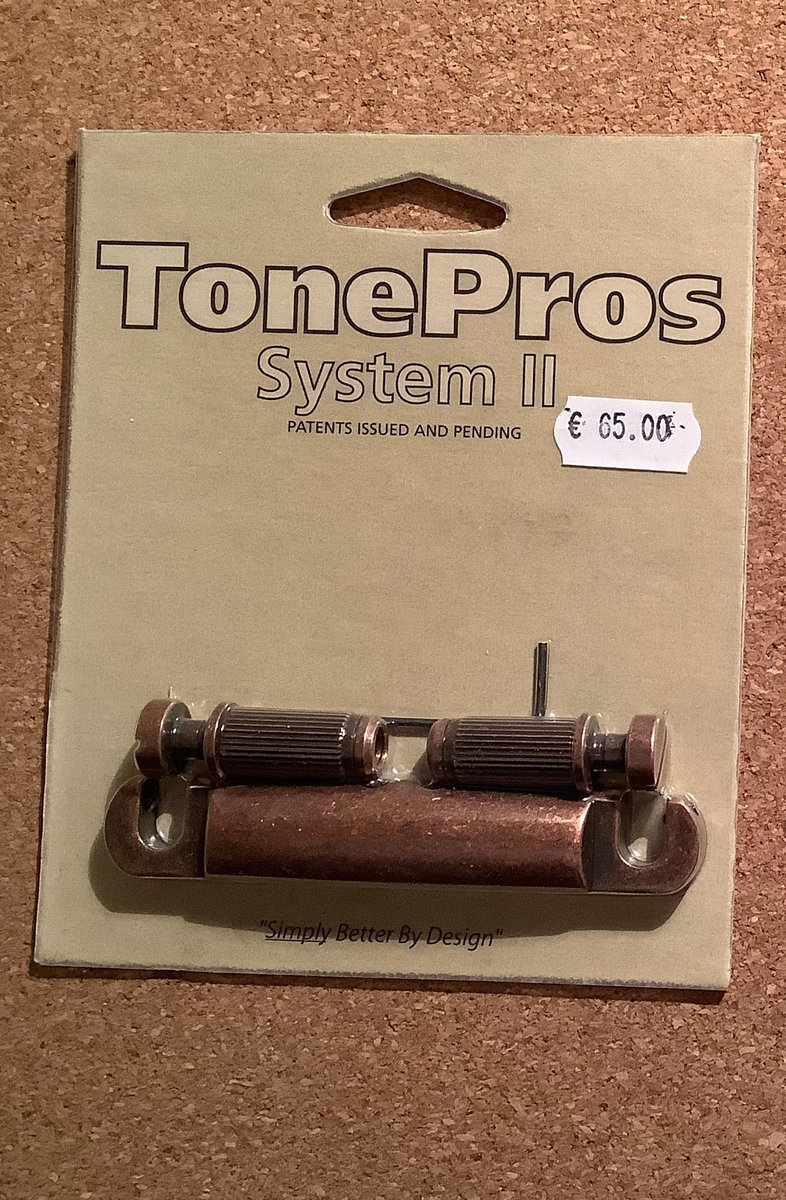 TonePros
System II
PATENTS ISSUED AND PENDING
€ 65.00
"Simply Better By Design"